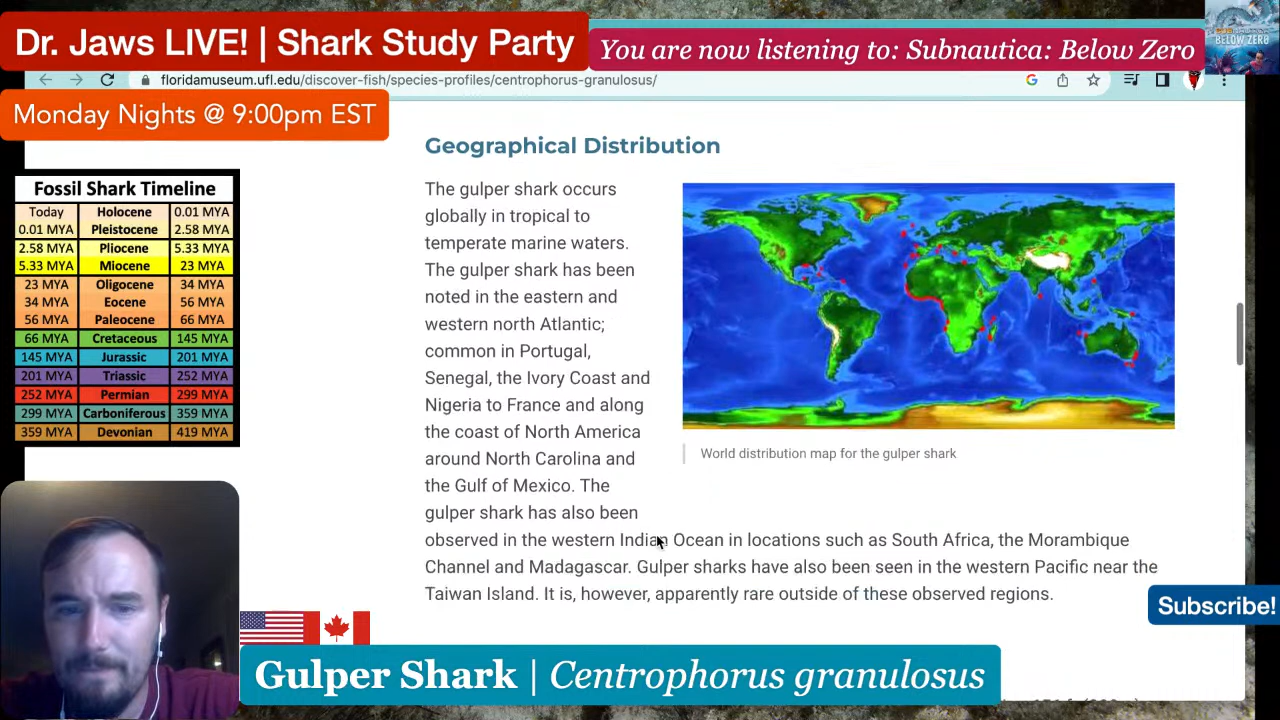 Dr. Jaws LIVE! | Shark Study Party
You are now listening to: Subnautica: Below Zero
BELOW ZERO
floridamuseum.ufl.edu/discover-fish/species-profiles/centrophorus-granulosus/
Monday Nights @ 9:00pm EST
Fossil Shark Timeline
Today Holocene 0.01 MYA
0.01 MYA Pleistocene 2.58 MYA
2.58 MYA Pliocene 5.33 MYA
5.33 MYA Miocene 23 MYA
23 MYA Oligocene 34 MYA
34 MYA Eocene 56 MYA
56 MYA Paleocene 66 MYA
66 MYA Cretaceous 145 MYA
145 MYA Jurassic 201 MYA
201 MYA Triassic 252 MYA
252 MYA Permian 299 MYA
299 MYA Carboniferous 359 MYA
359 MYA Devonian 419 MYA
Geographical Distribution
The gulper shark occurs
globally in tropical to
temperate marine waters.
The gulper shark has been
noted in the eastern and
western north Atlantic;
common in Portugal,
Senegal, the Ivory Coast and
Nigeria to France and along
the coast of North America
around North Carolina and
the Gulf of Mexico. The
gulper shark has also been
observed in the western Indian Ocean in locations such as South Africa, the Morambique
Channel and Madagascar. Gulper sharks have also been seen in the western Pacific near the
Taiwan Island. It is, however, apparently rare outside of these observed regions.
World distribution map for the gulper shark
Subscribe!
Gulper Shark | Centrophorus granulosus